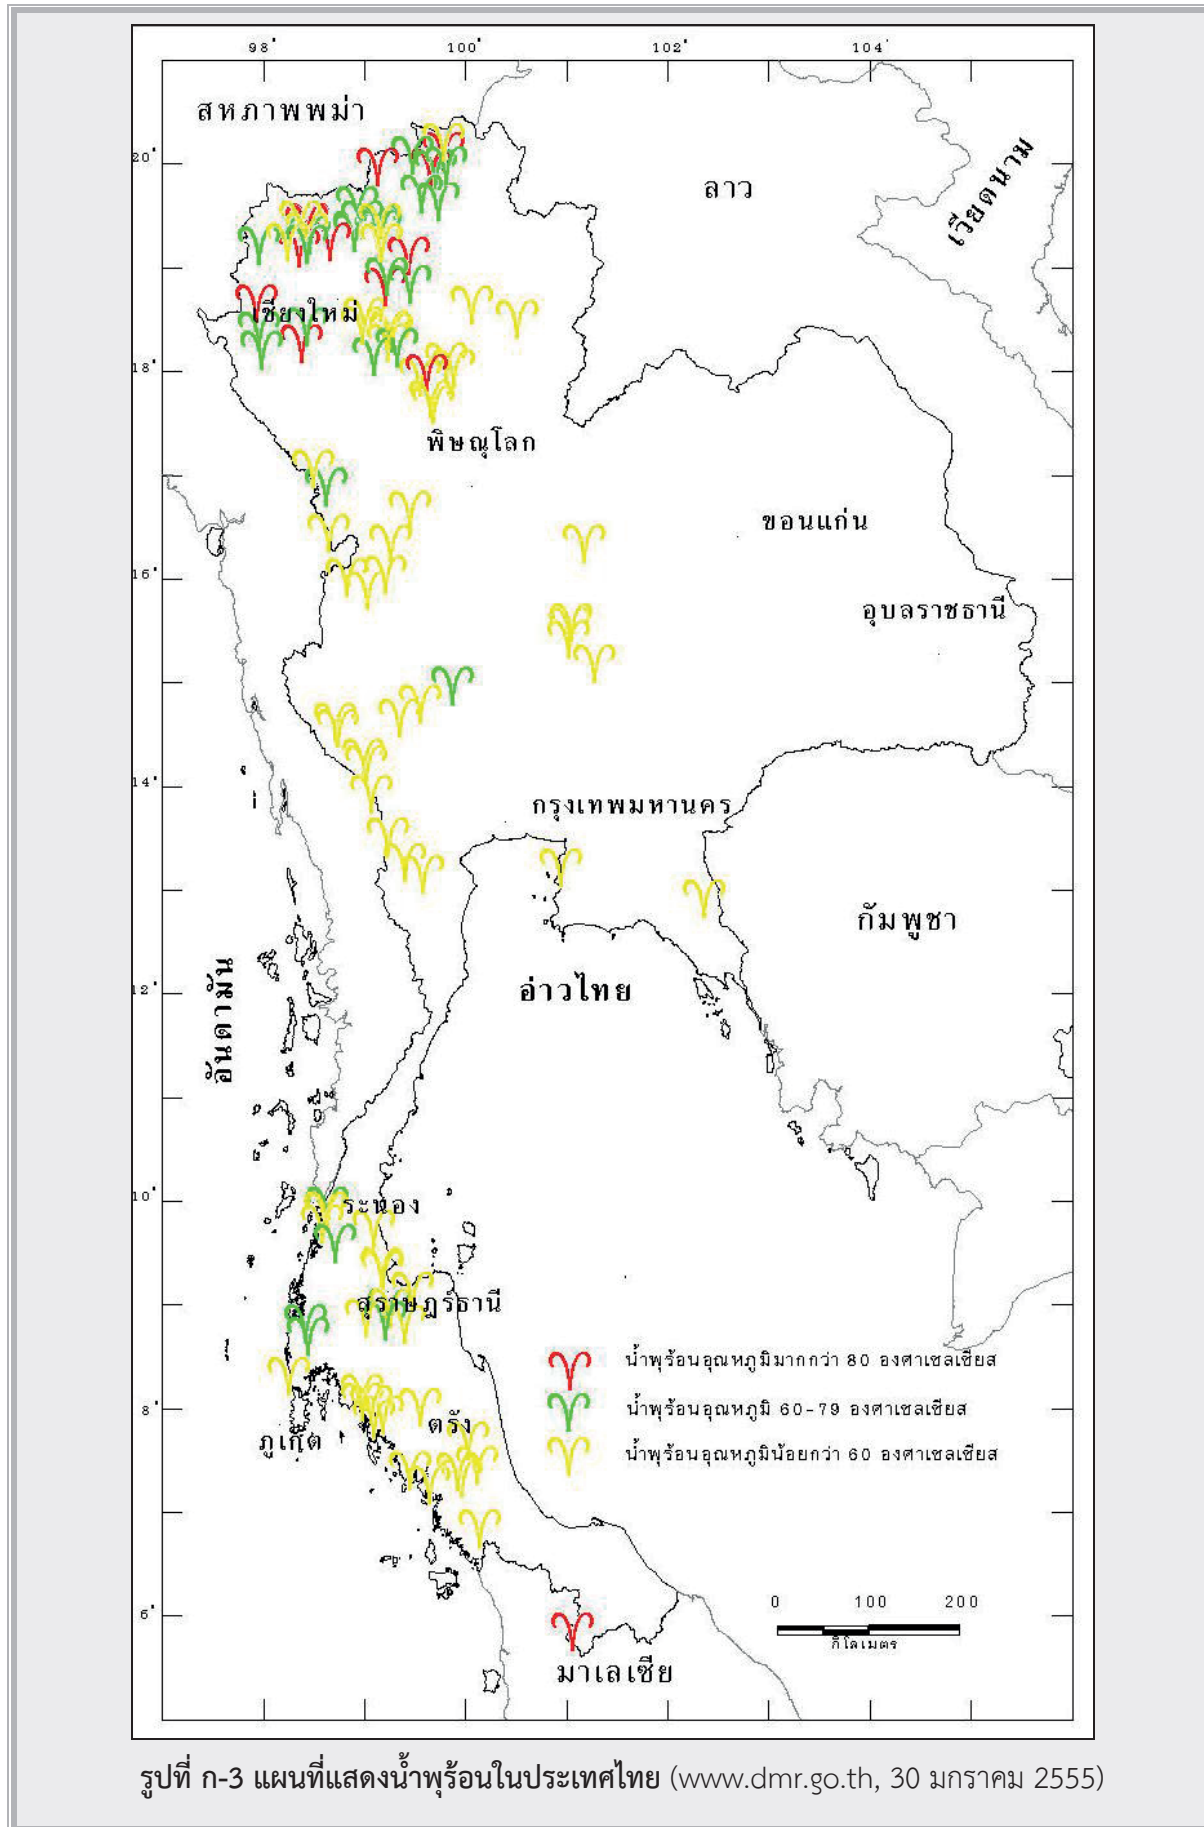 98° 100° 102° 104°
สหภาพพม่า
20°
ลาว
เวียดนาม
เชียงใหม่
18°
พิษณุโลก
ขอนแก่น
16°
อุบลราชธานี
14°
กรุงเทพมหานคร
กัมพูชา
อ่าวไทย
12°
อันดามัน
10°
ระนอง
สุราษฎร์ธานี
น้ำพุร้อนอุณหภูมิมากกว่า 80 องศาเซลเซียส
8°
น้ำพุร้อนอุณหภูมิ 60-79 องศาเซลเซียส
ตรัง
ภูเก็ต
น้ำพุร้อนอุณหภูมิน้อยกว่า 60 องศาเซลเซียส
0 100 200
6°
กิโลเมตร
มาเลเซีย
รูปที่ ก-3 แผนที่แสดงน้ำพุร้อนในประเทศไทย (www.dmr.go.th, 30 มกราคม 2555)